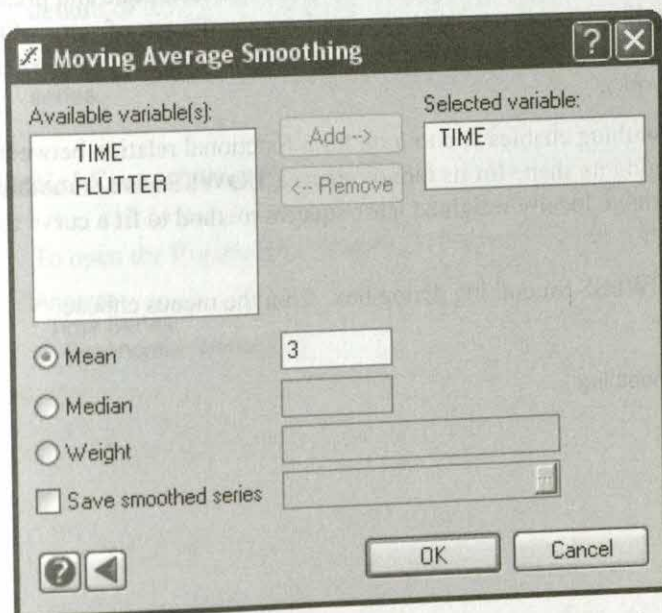 Moving Average Smoothing
Available variable(s):
TIME
FLUTTER
Add -->
<-- Remove
Selected variable:
TIME
Mean
3
Median
Weight
Save smoothed series
...
OK
Cancel